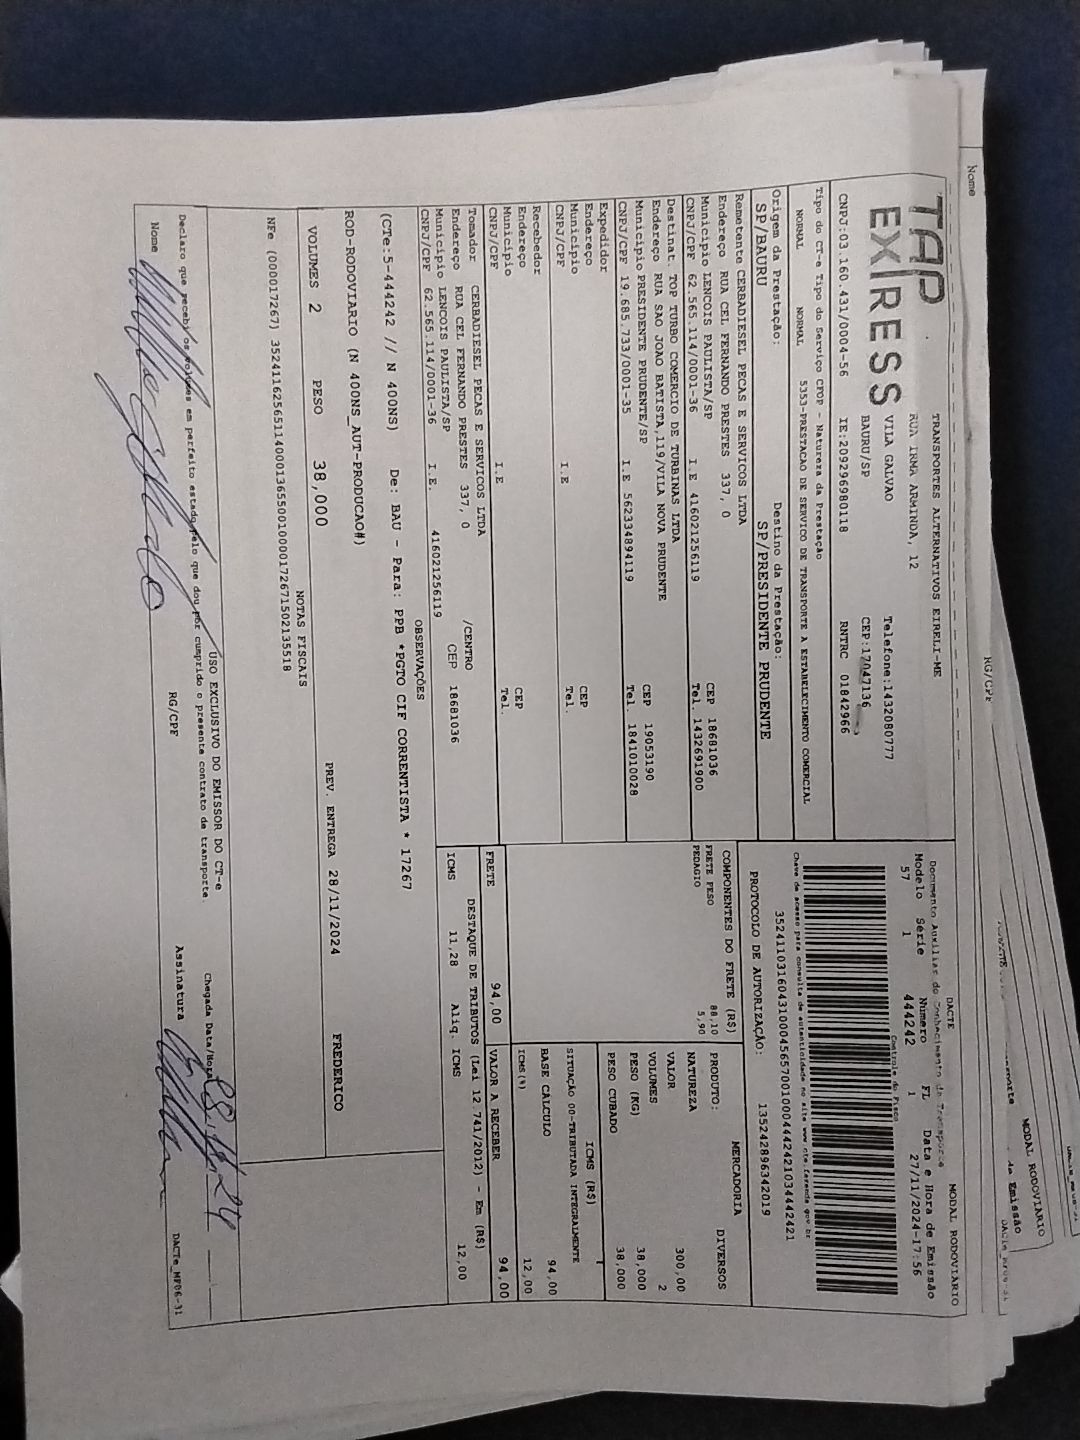 Nome
RG/CPF
MODAL RODOVIÁRIO
de Emissão
TAP
EXPRESS
TRANSPORTES ALTERNATIVOS EIRELI-ME
RUA IRMA ARMINDA, 12
VILA GALVAO Telefone:1432080777
BAURU/SP CEP:17047136
CNPJ:03.160.431/0004-56 IE:209296980118 RNTRC 01842966
DACTE MODAL RODOVIÁRIO
Documento Auxiliar do Conhecimento de Transporte
Modelo Série Numero FL Data e Hora de Emissão
57 1 444242 1 27/11/2024-17:56
Controle do Fisco
Tipo do CT-e Tipo do Serviço CFOP - Natureza da Prestação
NORMAL NORMAL 5353-PRESTACAO DE SERVICO DE TRANSPORTE A ESTABELECIMENTO COMERCIAL
Chave de acesso para consulta de autenticidade no site www.cte.fazenda.gov.br
Origem da Prestação: Destino da Prestação:
SP/BAURU SP/PRESIDENTE PRUDENTE
PROTOCOLO DE AUTORIZAÇÃO: 135242896342019
Remetente CERBADIESEL PECAS E SERVICOS LTDA
Endereço RUA CEL FERNANDO PRESTES 337, 0
Município LENCOIS PAULISTA/SP CEP 18681036
CNPJ/CPF 62.565.114/0001-36 I.E 416021256119 Tel. 1432691900
Destinat. TOP TURBO COMERCIO DE TURBINAS LTDA
Endereço RUA SAO JOAO BATISTA,119/VILA NOVA PRUDENTE
Município PRESIDENTE PRUDENTE/SP CEP 19053190
CNPJ/CPF 19.685.733/0001-35 I.E 562334894119 Tel. 1841010028
Expedidor
Endereço
Município CEP
CNPJ/CPF I.E Tel.
Recebedor
Endereço
Município CEP
CNPJ/CPF I.E Tel.
Tomador CERBADIESEL PECAS E SERVICOS LTDA
Endereço RUA CEL FERNANDO PRESTES 337, 0 /CENTRO
Município LENCOIS PAULISTA/SP CEP 18681036
CNPJ/CPF 62.565.114/0001-36 I.E. 416021256119
COMPONENTES DO FRETE (R$)
FRETE PESO 88,10
PEDAGIO 5,90
PRODUTO: MERCADORIA
NATUREZA DIVERSOS
VALOR 300,00
VOLUMES 2
PESO (KG) 38,000
PESO CUBADO 38,000
ICMS (R$)
SITUAÇÃO 00-TRIBUTADA INTEGRALMENTE
BASE CALCULO 94,00
ICMS(%) 12,00
FRETE 94,00 VALOR A RECEBER 94,00
DESTAQUE DE TRIBUTOS (Lei 12.741/2012) - Em (R$)
ICMS 11,28 Aliq. ICMS 12,00
OBSERVAÇÕES
(CTe:5-444242 // N 400NS) De: BAU - Para: PPB *PGTO CIF CORRENTISTA * 17267
ROD-RODOVIARIO (N 400NS_AUT-PRODUCAO#)
VOLUMES 2 PESO 38,000 PREV. ENTREGA 28/11/2024 FREDERICO
NOTAS FISCAIS
USO EXCLUSIVO DO EMISSOR DO CT-e
Declaro que recebi os volumes em perfeito estado pelo que dou por cumprido o presente contrato de transporte.
Chegada Data/Hora 28.11.24
Nome RG/CPF Assinatura
DACTe_MF06-31